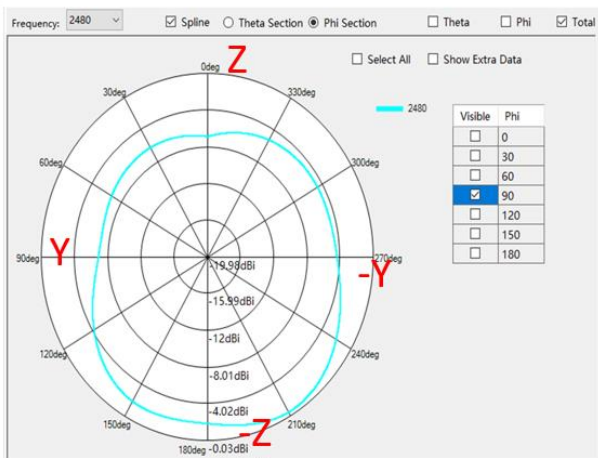 Frequency: 2480 Spline Theta Section Phi Section Theta Phi Total
Select All Show Extra Data
2480
Visible Phi
0
30
60
90
120
150
180
Z
0deg
30deg
330deg
60deg
300deg
Y
90deg
270deg
-Y
120deg
240deg
150deg
210deg
180deg
-Z
-19.98dBi
-15.99dBi
-12dBi
-8.01dBi
-4.02dBi
-0.03dBi